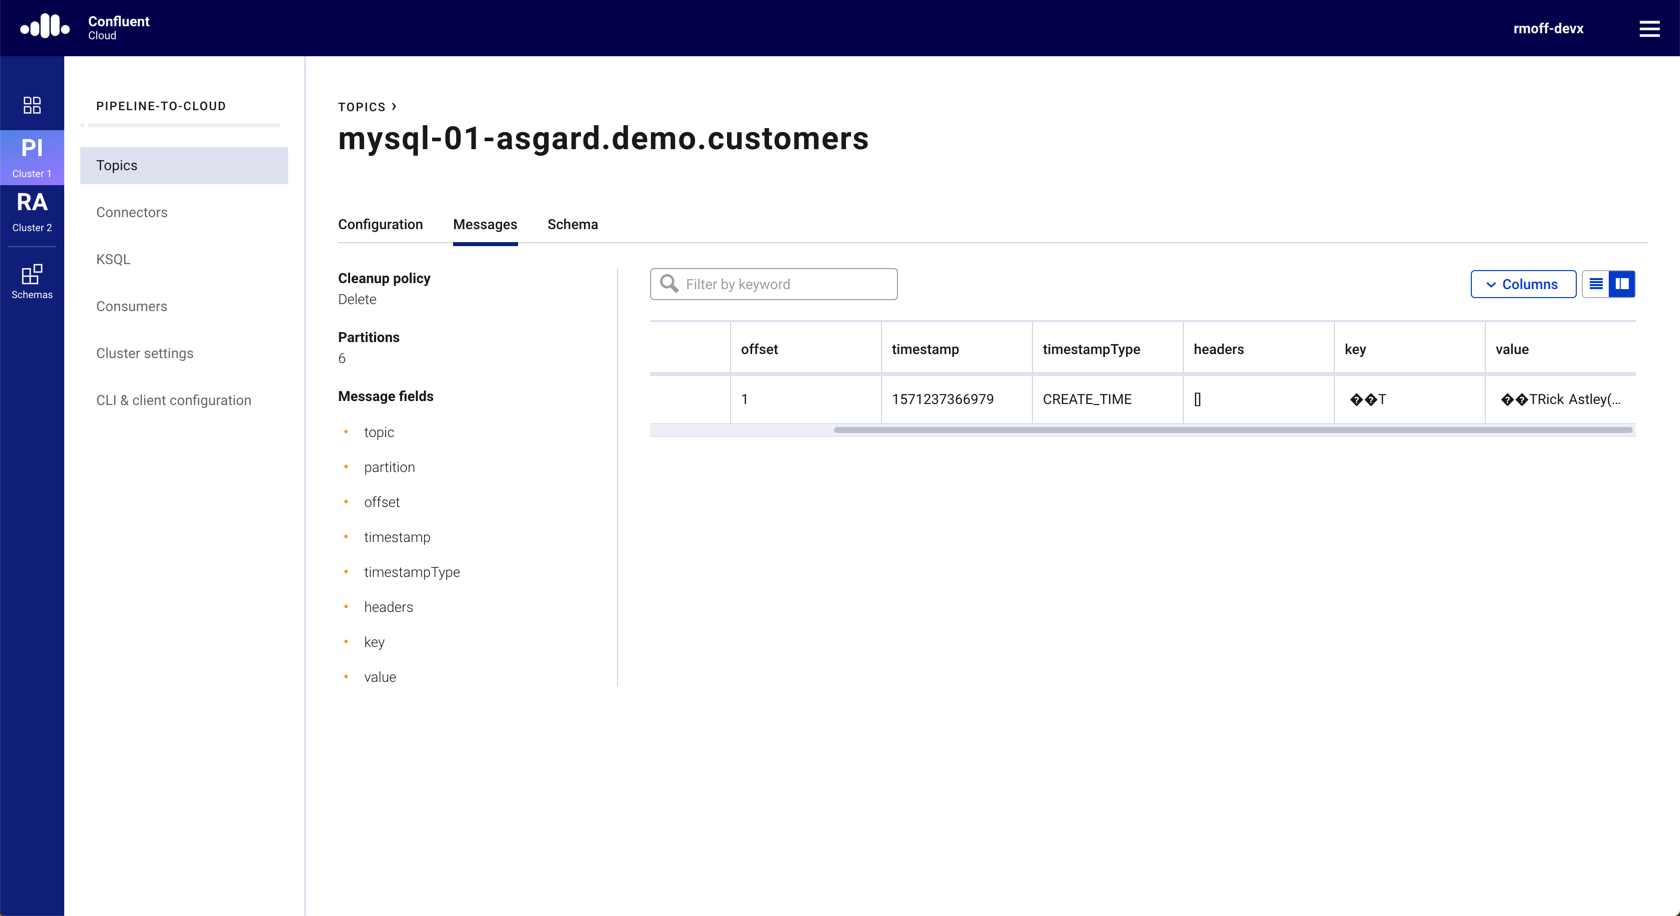 Confluent
Cloud
rmoff-devx
PI
Cluster 1
RA
Cluster 2
Schemas
PIPELINE-TO-CLOUD
Topics
Connectors
KSQL
Consumers
Cluster settings
CLI & client configuration
TOPICS ›
mysql-01-asgard.demo.customers
Configuration Messages Schema
Cleanup policy
Delete
Partitions
6
Message fields
topic
partition
offset
timestamp
timestampType
headers
key
value
Filter by keyword
Columns
offset timestamp timestampType headers key value
1 1571237366979 CREATE_TIME [] ��T ��TRick Astley(...